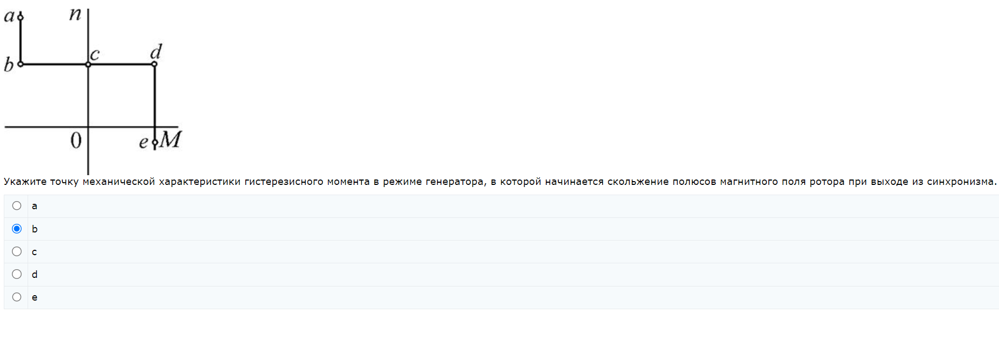 a
n
c
d
b
0
e M
Укажите точку механической характеристики гистерезисного момента в режиме генератора, в которой начинается скольжение полюсов магнитного поля ротора при выходе из синхронизма.
a
b
c
d
e